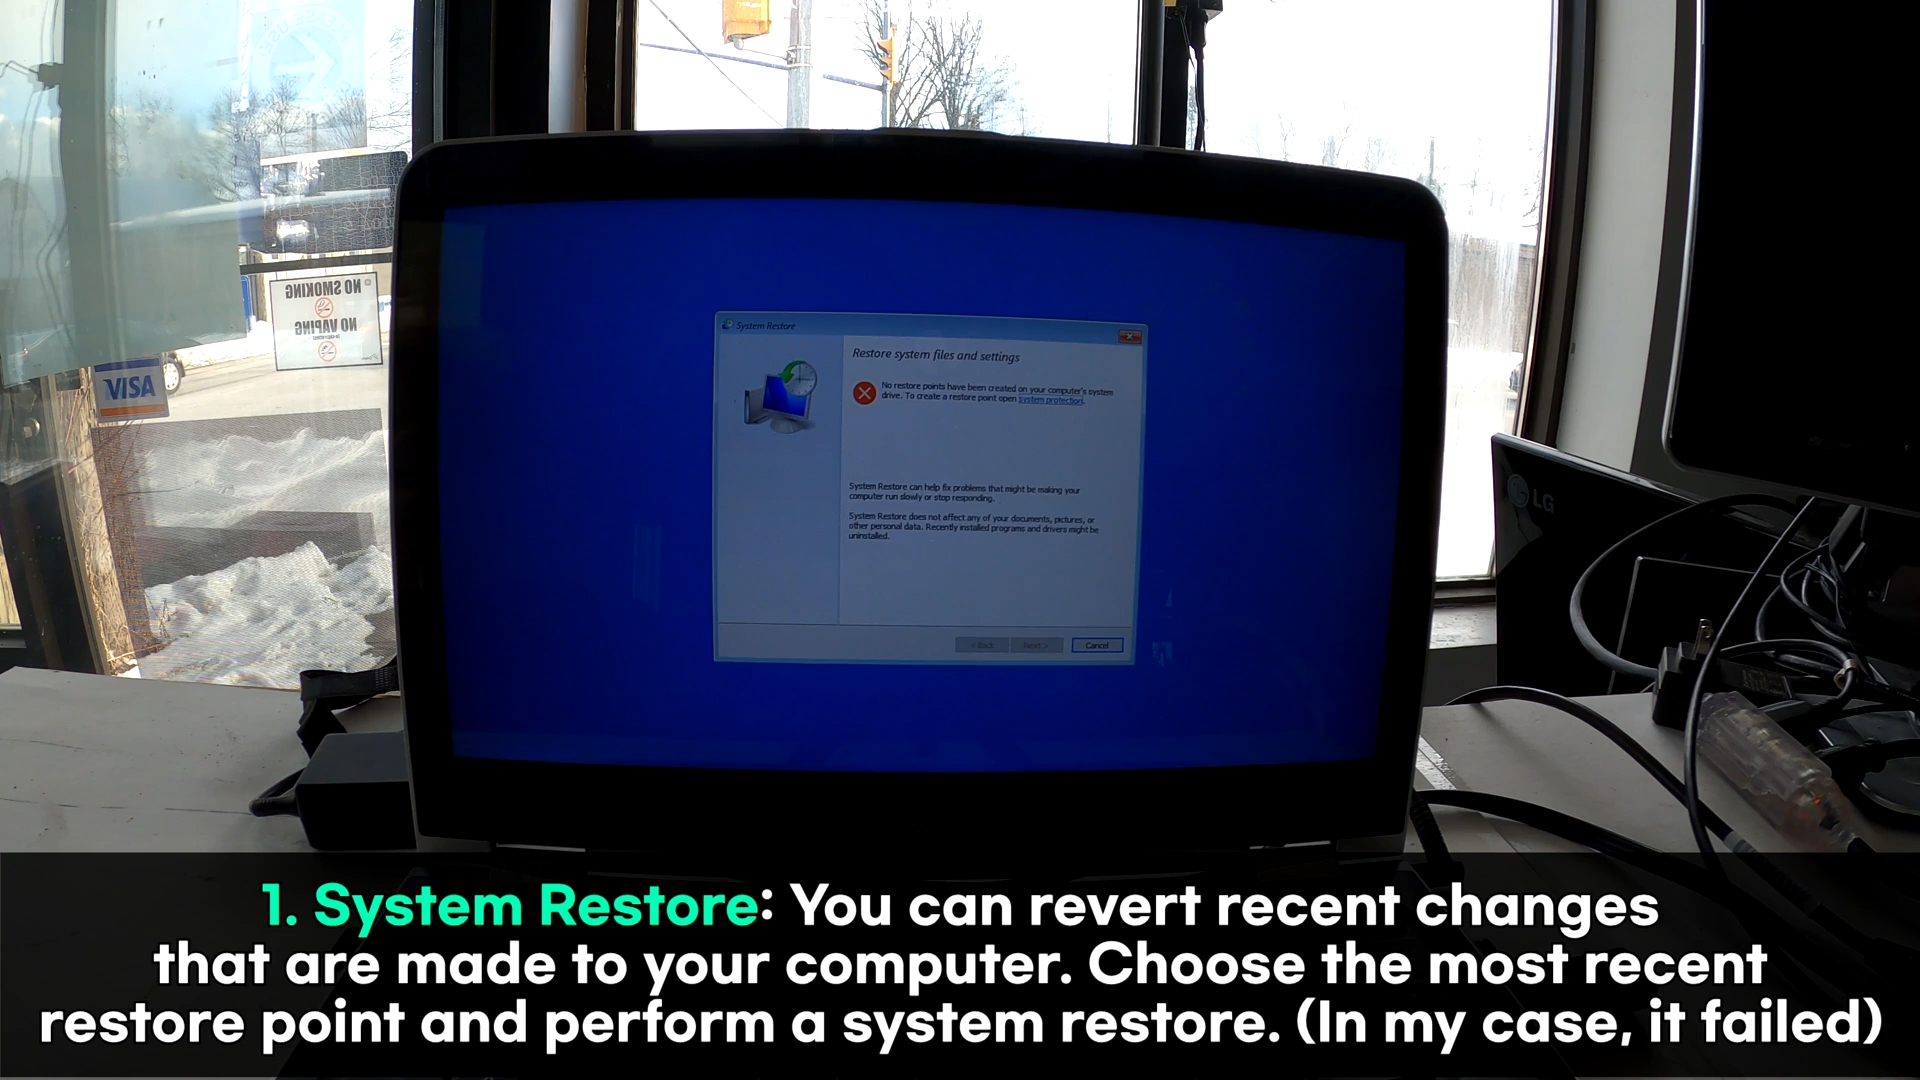 NO SMOKING
NO VAPING
VISA
System Restore
Restore system files and settings
No restore points have been created on your computer's system
drive. To create a restore point open system protection.
System Restore can help fix problems that might be making your
computer run slowly or stop responding.
System Restore does not affect any of your documents, pictures, or
other personal data. Recently installed programs and drivers might be
uninstalled.
< Back
Next >
Cancel
LG
1. System Restore: You can revert recent changes
that are made to your computer. Choose the most recent
restore point and perform a system restore. (In my case, it failed)